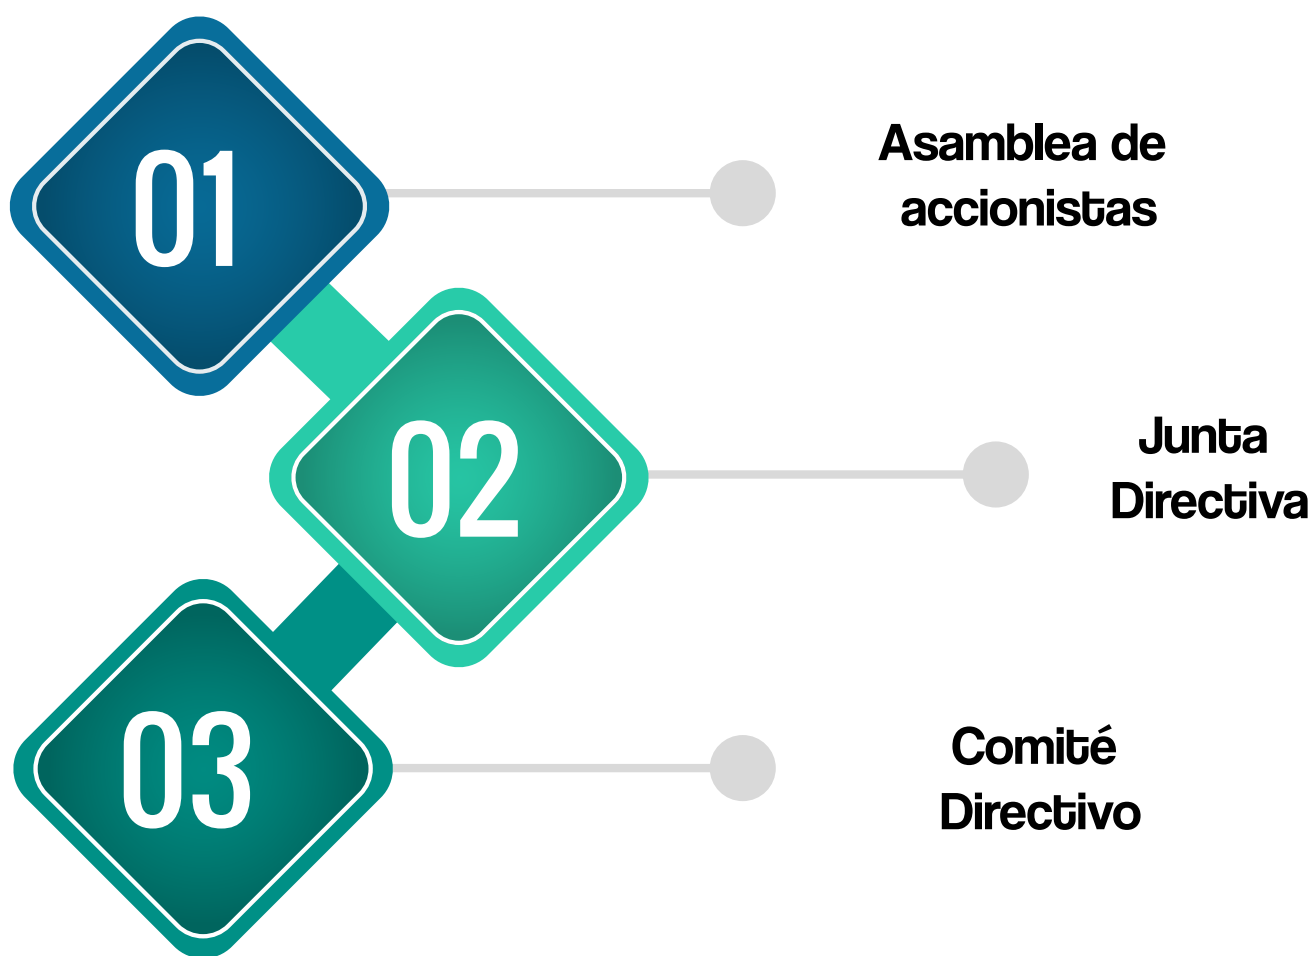 01
Asamblea de
accionistas
02
Junta
Directiva
03
Comité
Directivo